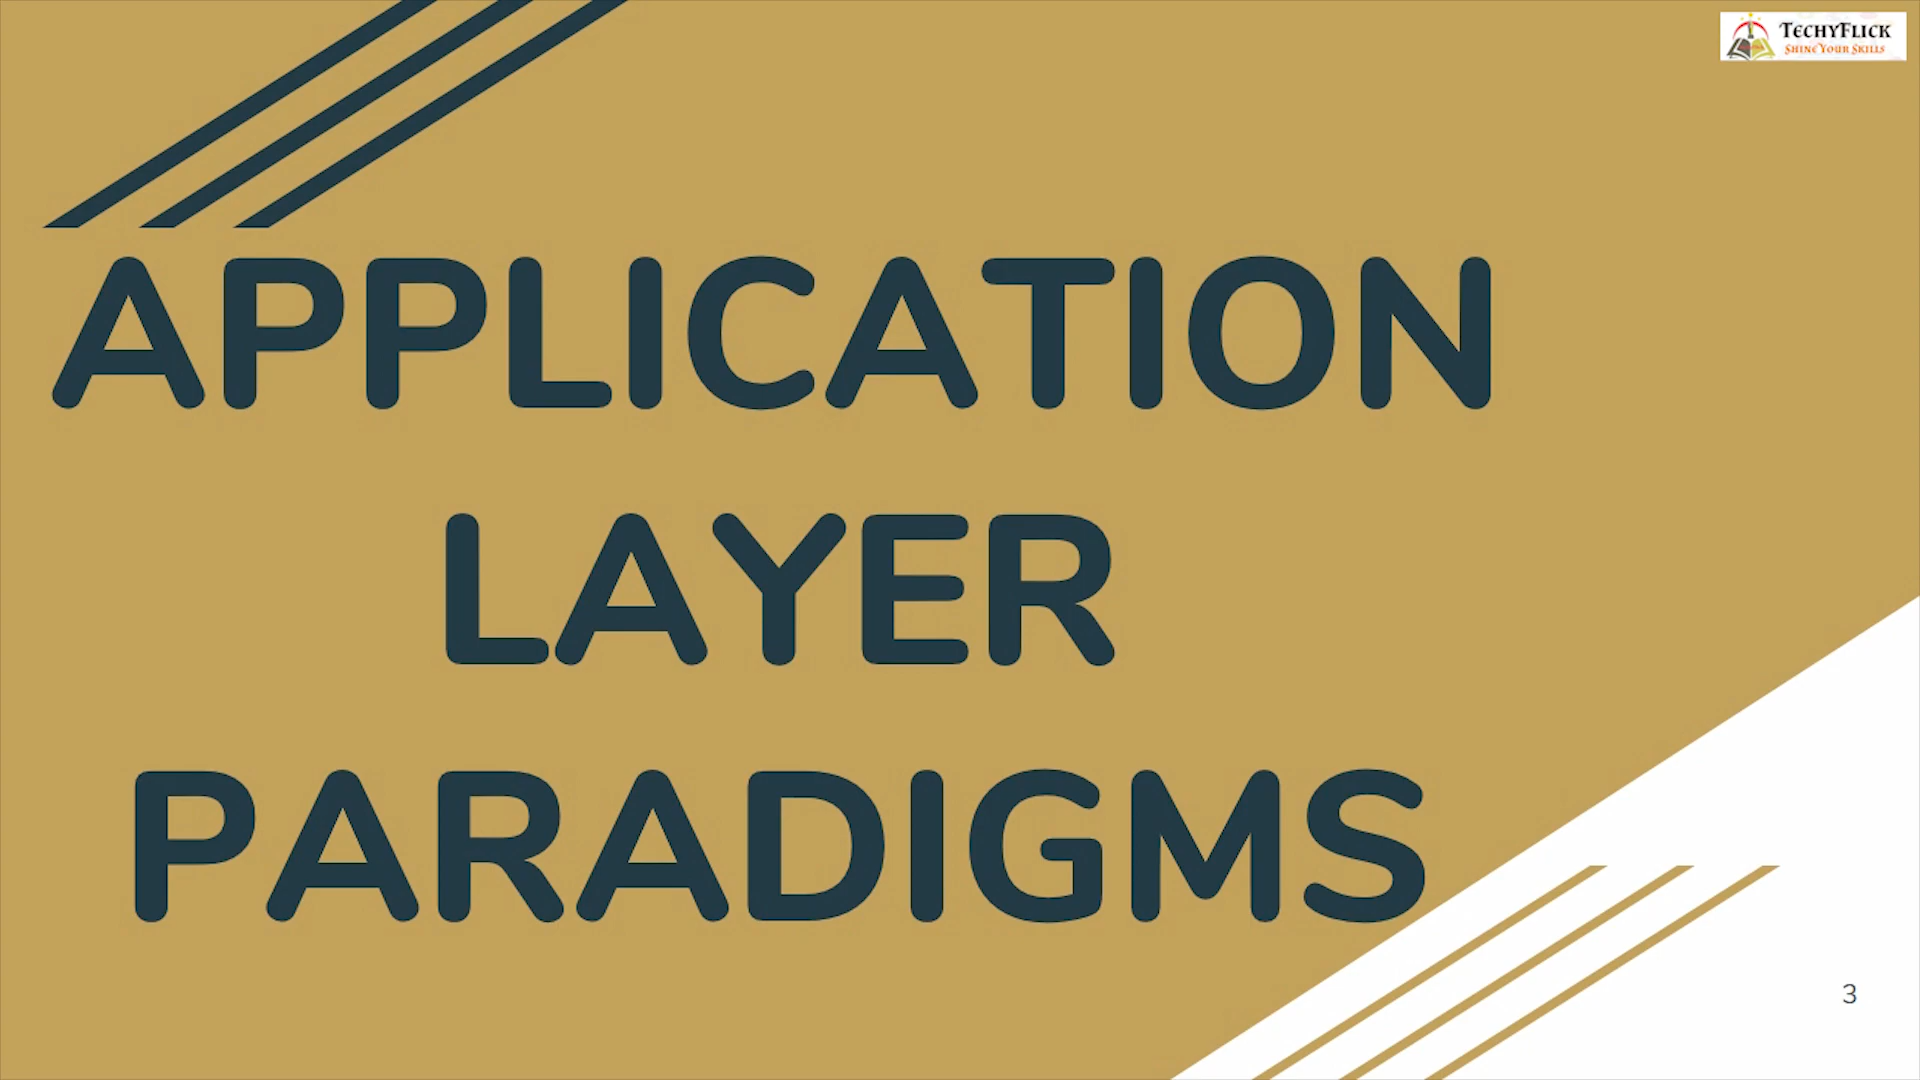 TECHYFLICK
SHINE YOUR SKILLS
APPLICATION
LAYER
PARADIGMS
3